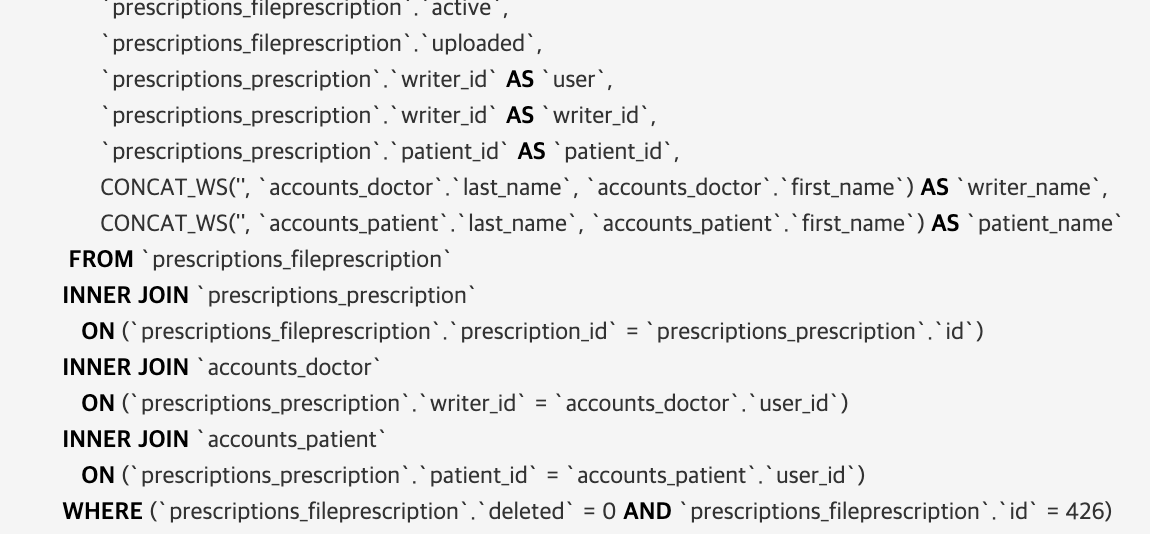 `prescriptions_fileprescription`.`active`,
`prescriptions_fileprescription`.`uploaded`,
`prescriptions_prescription`.`writer_id` AS `user`,
`prescriptions_prescription`.`writer_id` AS `writer_id`,
`prescriptions_prescription`.`patient_id` AS `patient_id`,
CONCAT_WS('', `accounts_doctor`.`last_name`, `accounts_doctor`.`first_name`) AS `writer_name`,
CONCAT_WS('', `accounts_patient`.`last_name`, `accounts_patient`.`first_name`) AS `patient_name`
FROM `prescriptions_fileprescription`
INNER JOIN `prescriptions_prescription`
ON (`prescriptions_fileprescription`.`prescription_id` = `prescriptions_prescription`.`id`)
INNER JOIN `accounts_doctor`
ON (`prescriptions_prescription`.`writer_id` = `accounts_doctor`.`user_id`)
INNER JOIN `accounts_patient`
ON (`prescriptions_prescription`.`patient_id` = `accounts_patient`.`user_id`)
WHERE (`prescriptions_fileprescription`.`deleted` = 0 AND `prescriptions_fileprescription`.`id` = 426)